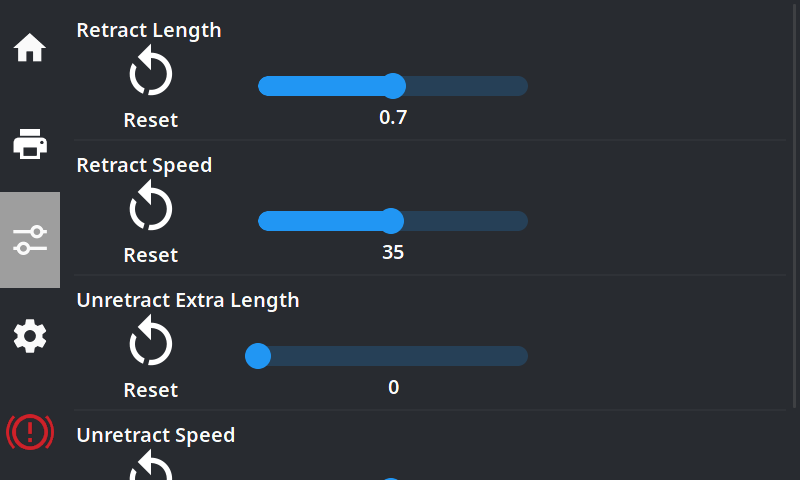 Retract Length
Reset
0.7
Retract Speed
Reset
35
Unretract Extra Length
Reset
0
Unretract Speed